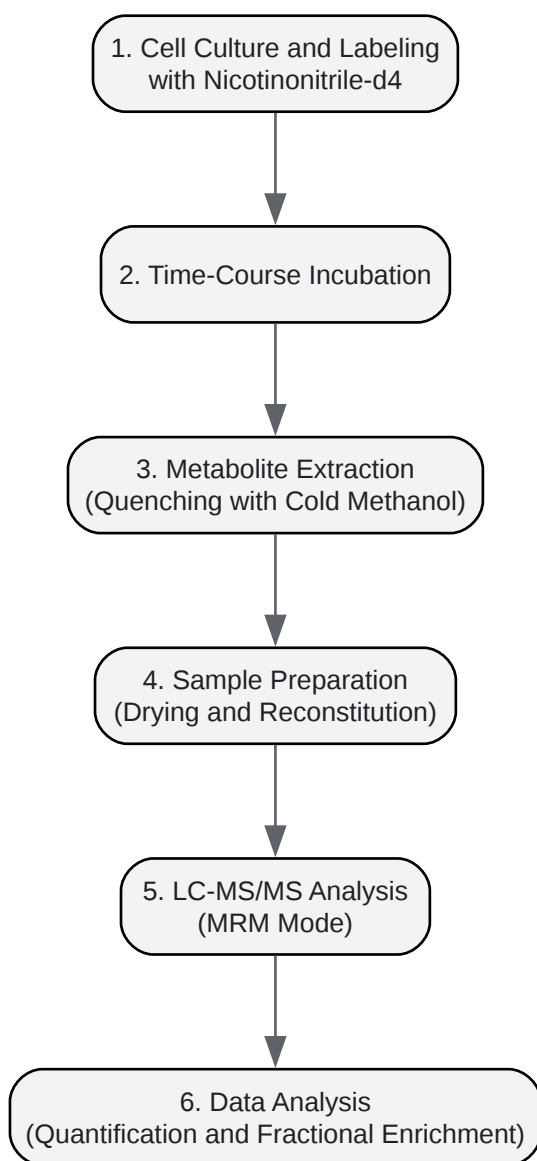 1. Cell Culture and Labeling
with Nicotinonitrile-d4
2. Time-Course Incubation
3. Metabolite Extraction
(Quenching with Cold Methanol)
4. Sample Preparation
(Drying and Reconstitution)
5. LC-MS/MS Analysis
(MRM Mode)
6. Data Analysis
(Quantification and Fractional Enrichment)